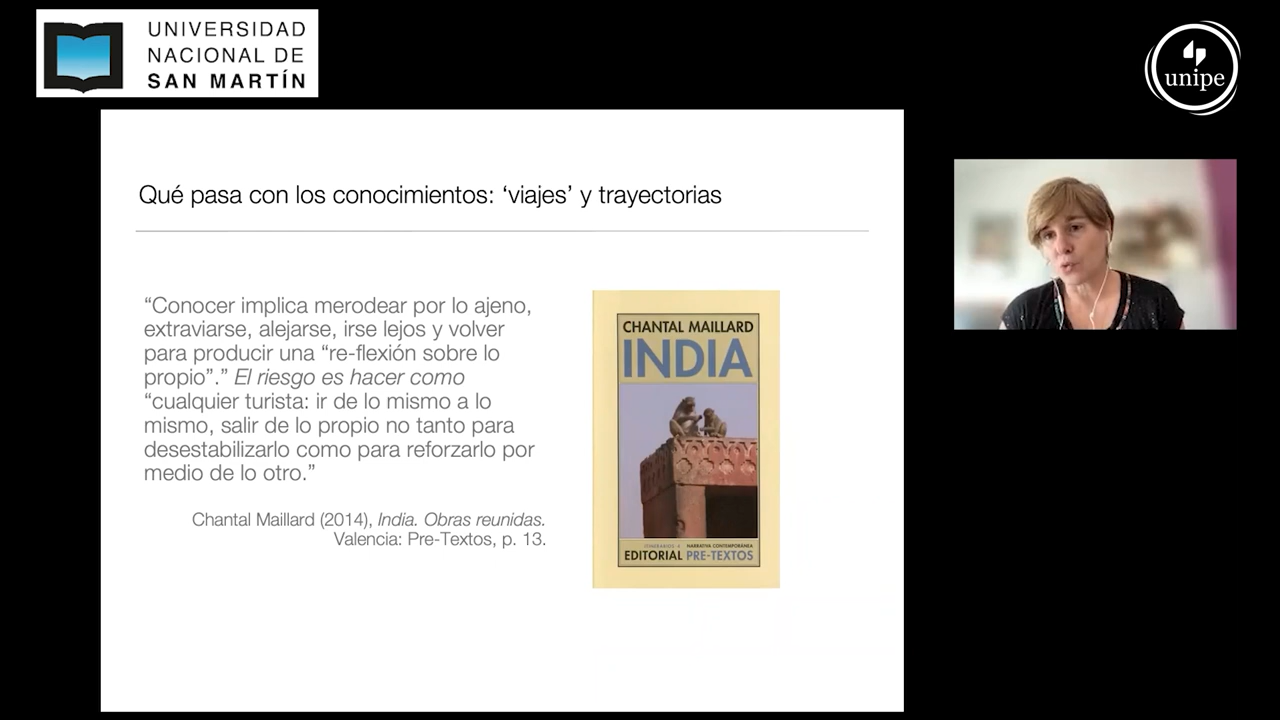 UNIVERSIDAD
NACIONAL DE
SAN MARTÍN
unipe
Qué pasa con los conocimientos: ‘viajes’ y trayectorias
“Conocer implica merodear por lo ajeno,
extraviarse, alejarse, irse lejos y volver
para producir una “re-flexión sobre lo
propio”.” El riesgo es hacer como
“cualquier turista: ir de lo mismo a lo
mismo, salir de lo propio no tanto para
desestabilizarlo como para reforzarlo por
medio de lo otro.”
Chantal Maillard (2014), India. Obras reunidas.
Valencia: Pre-Textos, p. 13.
CHANTAL MAILLARD
INDIA
NARRATIVA CONTEMPORÁNEA
EDITORIAL PRE-TEXTOS